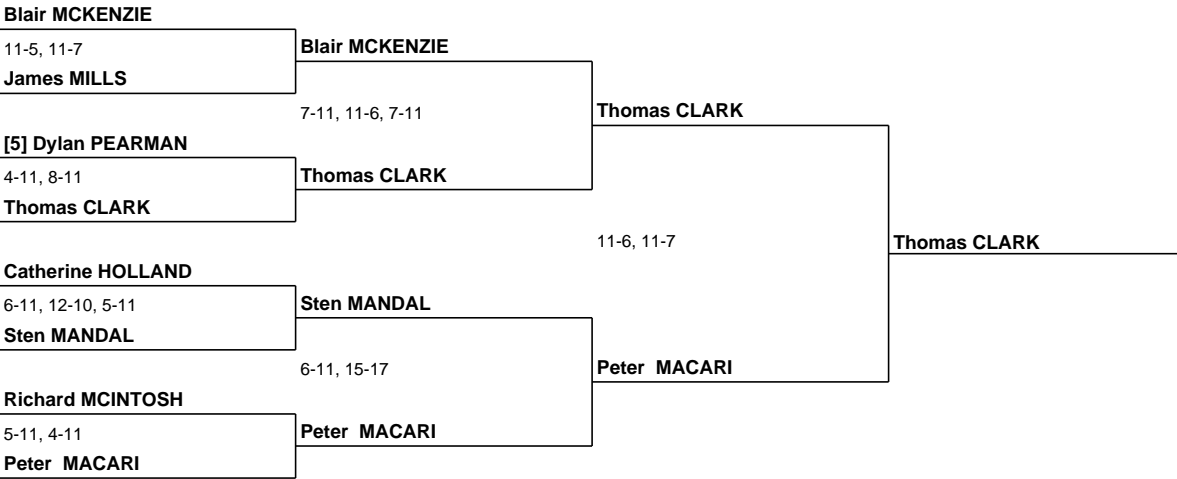 Blair MCKENZIE
11-5, 11-7
Blair MCKENZIE
James MILLS
7-11, 11-6, 7-11
Thomas CLARK
[5] Dylan PEARMAN
4-11, 8-11
Thomas CLARK
Thomas CLARK
11-6, 11-7
Thomas CLARK
Catherine HOLLAND
6-11, 12-10, 5-11
Sten MANDAL
Sten MANDAL
6-11, 15-17
Peter MACARI
Richard MCINTOSH
5-11, 4-11
Peter MACARI
Peter MACARI